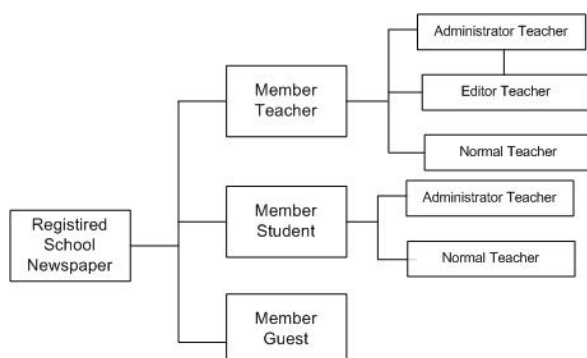 Administrator Teacher
Member
Teacher
Editor Teacher
Normal Teacher
Administrator Teacher
Registired
School
Newspaper
Member
Student
Normal Teacher
Member
Guest